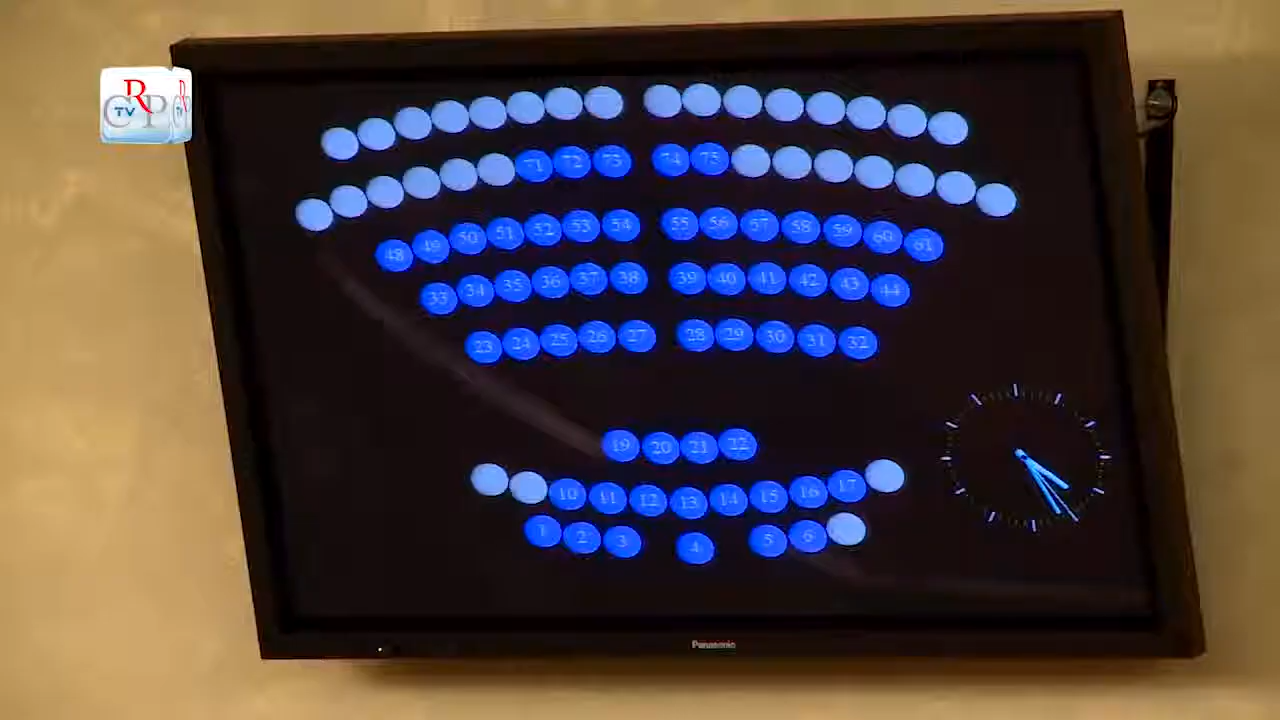 R
TV
CPR
71 72 73 74 75
48 49 50 51 52 53 54 55 56 57 58 59 60 61
33 34 35 36 37 38 39 40 41 42 43 44
23 24 25 26 27 28 29 30 31 32
19 20 21 22
10 11 12 13 14 15 16 17
1 2 3 4 5 6
Panasonic